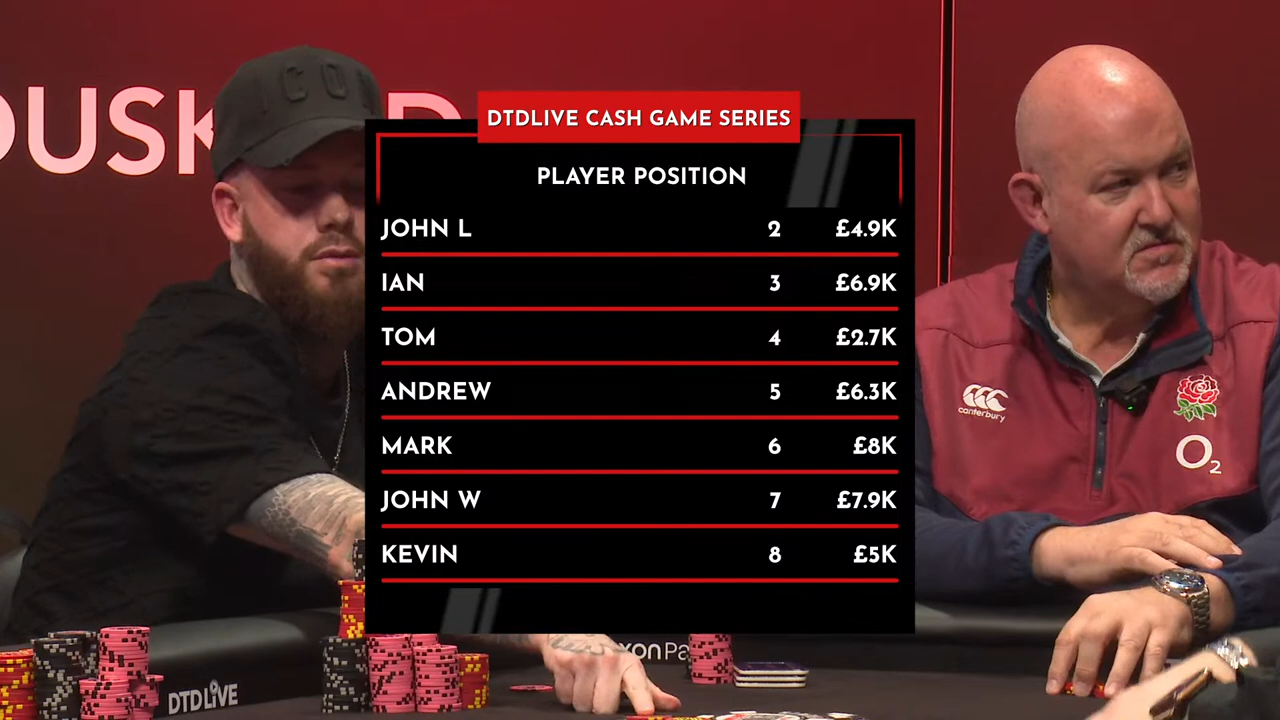 DTDLIVE CASH GAME SERIES
PLAYER POSITION
JOHN L 2 £4.9K
IAN 3 £6.9K
TOM 4 £2.7K
ANDREW 5 £6.3K
MARK 6 £8K
JOHN W 7 £7.9K
KEVIN 8 £5K
canterbury
O2
DTDLIVE